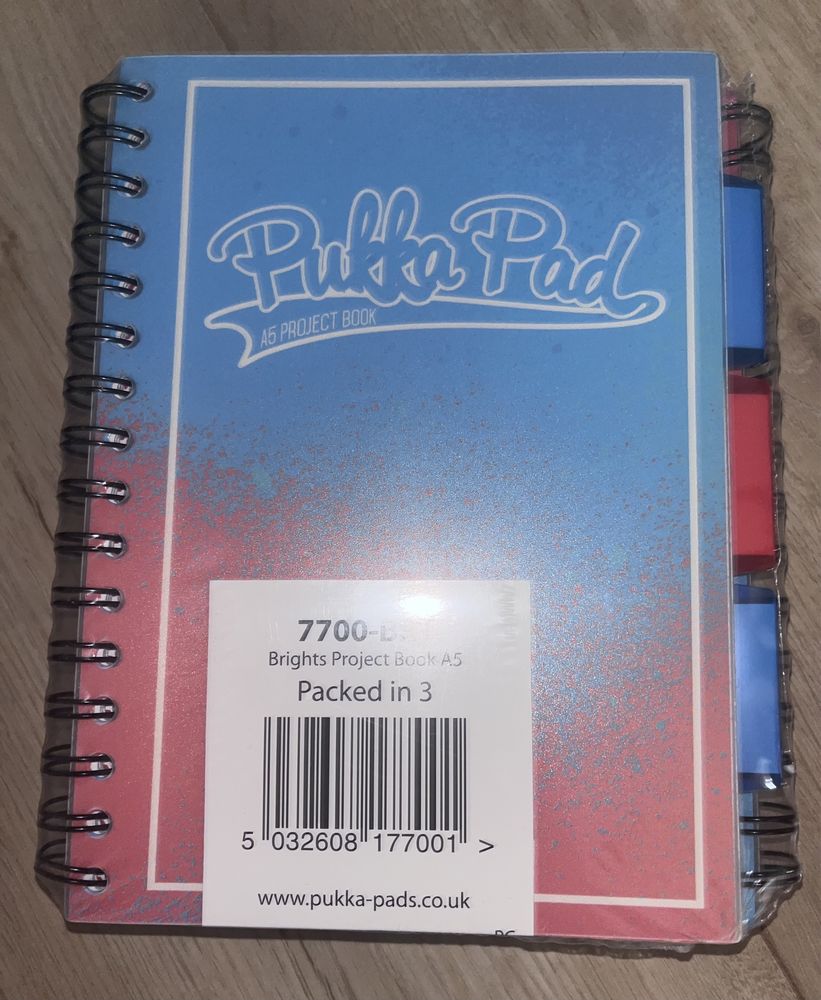 Pukka Pad
A5 PROJECT BOOK
7700-B
Brights Project Book A5
Packed in 3
5 032608 177001 >
www.pukka-pads.co.uk